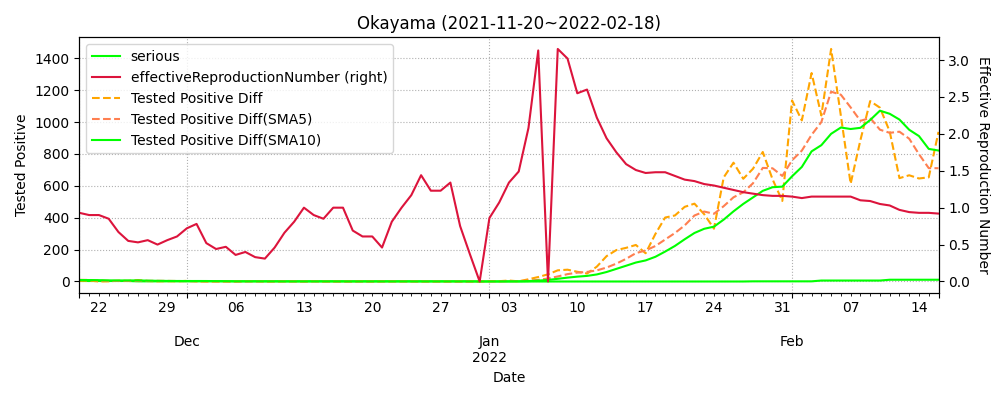 Okayama (2021-11-20~2022-02-18)
serious
effectiveReproductionNumber (right)
Tested Positive Diff
Tested Positive Diff(SMA5)
Tested Positive Diff(SMA10)
Tested Positive
1400
1200
1000
800
600
400
200
0
Effective Reproduction Number
3.0
2.5
2.0
1.5
1.0
0.5
0.0
22 29 06 13 20 27 03 10 17 24 31 07 14
Dec Jan Feb
2022
Date